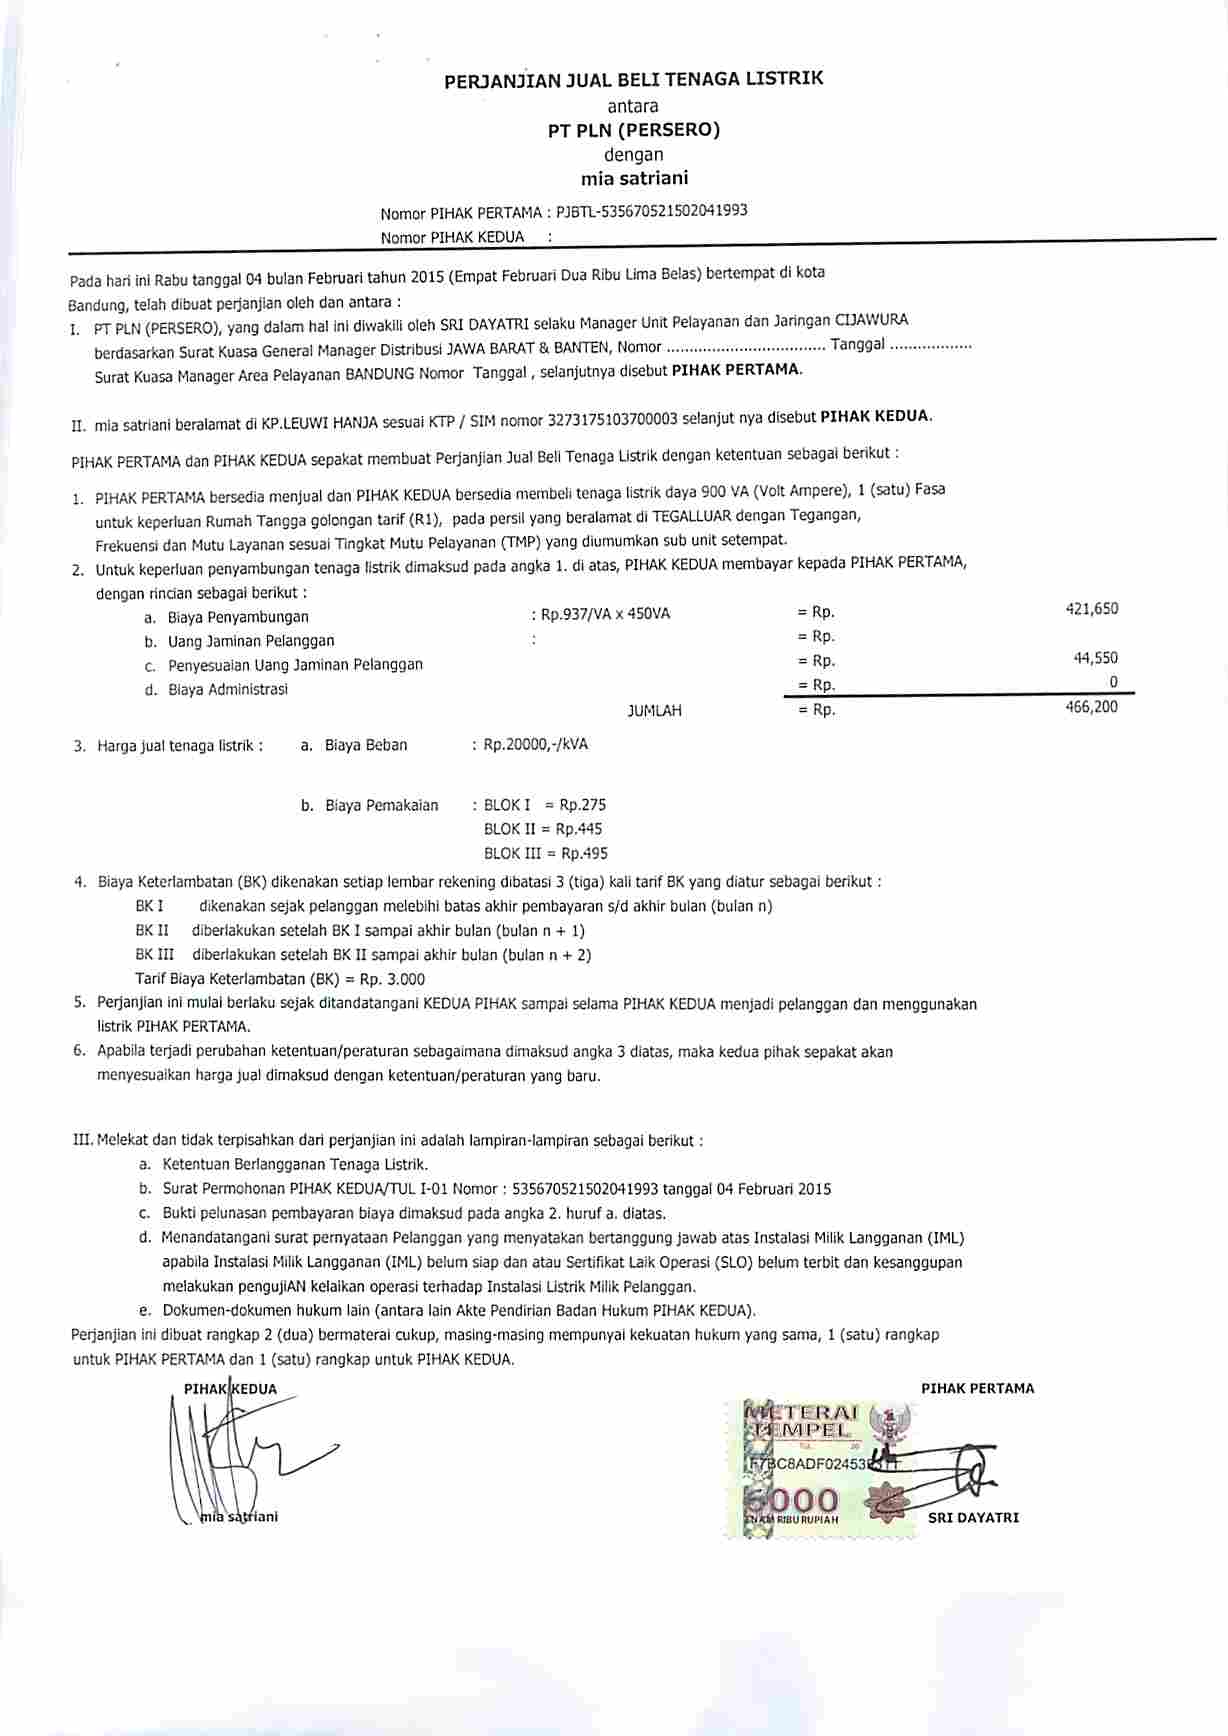 PERJANJIAN JUAL BELI TENAGA LISTRIK
antara
PT PLN (PERSERO)
dengan
mia satriani
Nomor PIHAK PERTAMA : PJBTL-535670521502041993
Nomor PIHAK KEDUA :
Pada hari ini Rabu tanggal 04 bulan Februari tahun 2015 (Empat Februari Dua Ribu Lima Belas) bertempat di kota
Bandung, telah dibuat perjanjian oleh dan antara :
I. PT PLN (PERSERO), yang dalam hal ini diwakili oleh SRI DAYATRI selaku Manager Unit Pelayanan dan Jaringan CIJAWURA
berdasarkan Surat Kuasa General Manager Distribusi JAWA BARAT & BANTEN, Nomor .................................. Tanggal ..................
Surat Kuasa Manager Area Pelayanan BANDUNG Nomor Tanggal , selanjutnya disebut PIHAK PERTAMA.
II. mia satriani beralamat di KP.LEUWI HANJA sesuai KTP / SIM nomor 3273175103700003 selanjut nya disebut PIHAK KEDUA.
PIHAK PERTAMA dan PIHAK KEDUA sepakat membuat Perjanjian Jual Beli Tenaga Listrik dengan ketentuan sebagai berikut :
1. PIHAK PERTAMA bersedia menjual dan PIHAK KEDUA bersedia membeli tenaga listrik daya 900 VA (Volt Ampere), 1 (satu) Fasa
untuk keperluan Rumah Tangga golongan tarif (R1), pada persil yang beralamat di TEGALLUAR dengan Tegangan,
Frekuensi dan Mutu Layanan sesuai Tingkat Mutu Pelayanan (TMP) yang diumumkan sub unit setempat.
2. Untuk keperluan penyambungan tenaga listrik dimaksud pada angka 1. di atas, PIHAK KEDUA membayar kepada PIHAK PERTAMA,
dengan rincian sebagai berikut :
a. Biaya Penyambungan : Rp.937/VA x 450VA = Rp. 421,650
b. Uang Jaminan Pelanggan : = Rp.
c. Penyesuaian Uang Jaminan Pelanggan = Rp. 44,550
d. Biaya Administrasi = Rp. 0
JUMLAH = Rp. 466,200
3. Harga jual tenaga listrik : a. Biaya Beban : Rp.20000,-/kVA
b. Biaya Pemakaian : BLOK I = Rp.275
BLOK II = Rp.445
BLOK III = Rp.495
4. Biaya Keterlambatan (BK) dikenakan setiap lembar rekening dibatasi 3 (tiga) kali tarif BK yang diatur sebagai berikut :
BK I dikenakan sejak pelanggan melebihi batas akhir pembayaran s/d akhir bulan (bulan n)
BK II diberlakukan setelah BK I sampai akhir bulan (bulan n + 1)
BK III diberlakukan setelah BK II sampai akhir bulan (bulan n + 2)
Tarif Biaya Keterlambatan (BK) = Rp. 3.000
5. Perjanjian ini mulai berlaku sejak ditandatangani KEDUA PIHAK sampai selama PIHAK KEDUA menjadi pelanggan dan menggunakan
listrik PIHAK PERTAMA.
6. Apabila terjadi perubahan ketentuan/peraturan sebagaimana dimaksud angka 3 diatas, maka kedua pihak sepakat akan
menyesuaikan harga jual dimaksud dengan ketentuan/peraturan yang baru.
III. Melekat dan tidak terpisahkan dari perjanjian ini adalah lampiran-lampiran sebagai berikut :
a. Ketentuan Berlangganan Tenaga Listrik.
b. Surat Permohonan PIHAK KEDUA/TUL I-01 Nomor : 535670521502041993 tanggal 04 Februari 2015
c. Bukti pelunasan pembayaran biaya dimaksud pada angka 2. huruf a. diatas.
d. Menandatangani surat pernyataan Pelanggan yang menyatakan bertanggung jawab atas Instalasi Milik Langganan (IML)
apabila Instalasi Milik Langganan (IML) belum siap dan atau Sertifikat Laik Operasi (SLO) belum terbit dan kesanggupan
melakukan pengujiAN kelaikan operasi terhadap Instalasi Listrik Milik Pelanggan.
e. Dokumen-dokumen hukum lain (antara lain Akte Pendirian Badan Hukum PIHAK KEDUA).
Perjanjian ini dibuat rangkap 2 (dua) bermaterai cukup, masing-masing mempunyai kekuatan hukum yang sama, 1 (satu) rangkap
untuk PIHAK PERTAMA dan 1 (satu) rangkap untuk PIHAK KEDUA.
PIHAK KEDUA PIHAK PERTAMA
METERAI
TEMPEL
6000
ENAM RIBU RUPIAH
mia satriani SRI DAYATRI